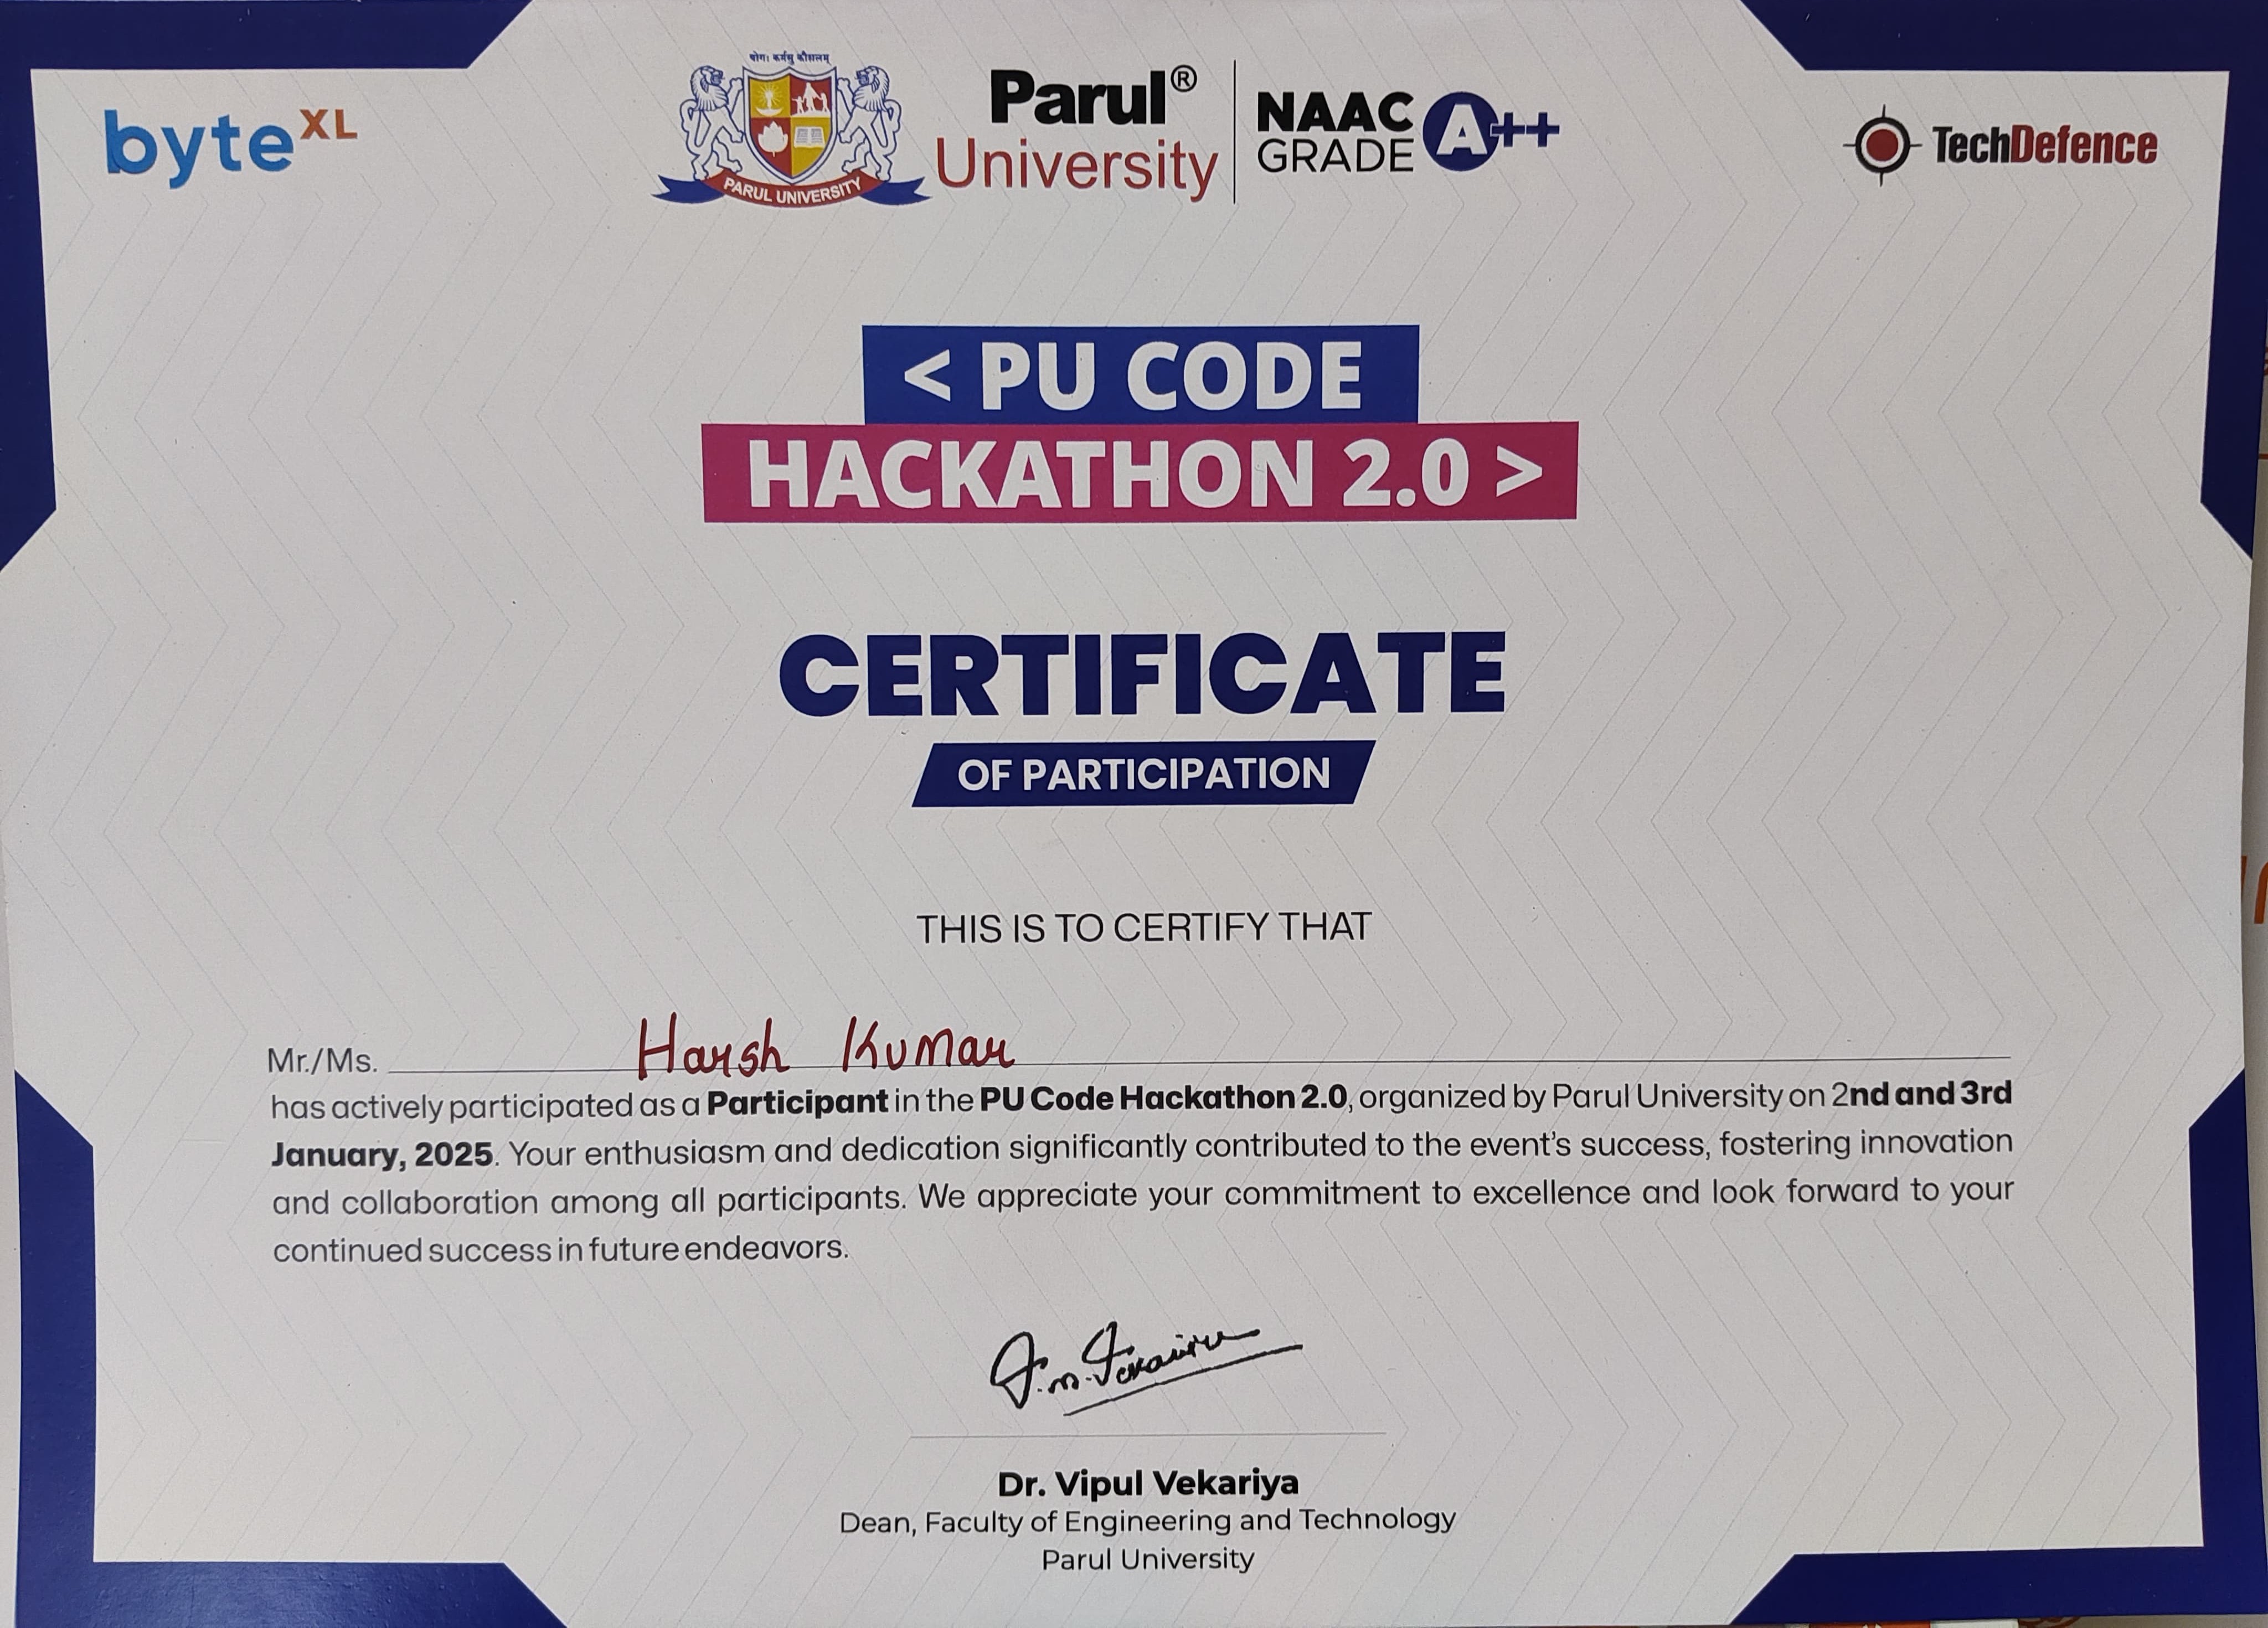 byteXL
योगः कर्मसु कौशलम्
PARUL UNIVERSITY
Parul®
University
NAAC
GRADE A++
TechDefence
< PU CODE
HACKATHON 2.0 >
CERTIFICATE
OF PARTICIPATION
THIS IS TO CERTIFY THAT
Mr./Ms. Harsh Kumar
has actively participated as a Participant in the PU Code Hackathon 2.0, organized by Parul University on 2nd and 3rd
January, 2025. Your enthusiasm and dedication significantly contributed to the event's success, fostering innovation
and collaboration among all participants. We appreciate your commitment to excellence and look forward to your
continued success in future endeavors.
Dr. Vipul Vekariya
Dean, Faculty of Engineering and Technology
Parul University